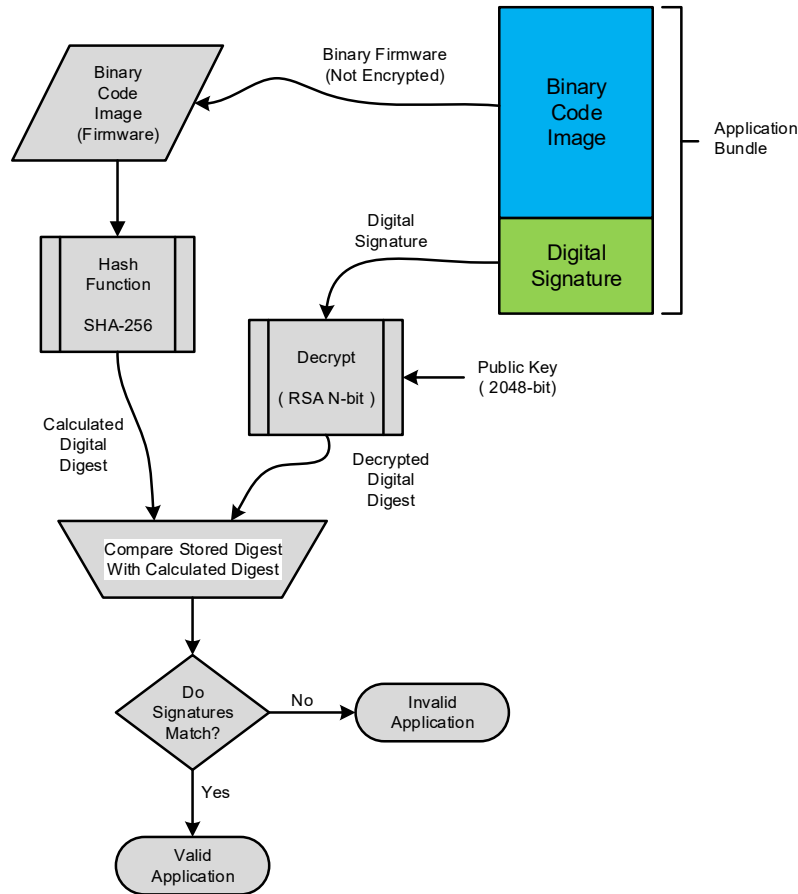 Binary Firmware
(Not Encrypted)
Binary
Code
Image
(Firmware)
Binary
Code
Image
Application
Bundle
Digital
Signature
Digital
Signature
Hash
Function
SHA-256
Decrypt
( RSA N-bit )
Public Key
( 2048-bit)
Calculated
Digital
Digest
Decrypted
Digital
Digest
Compare Stored Digest
With Calculated Digest
Do
Signatures
Match?
No
Invalid
Application
Yes
Valid
Application